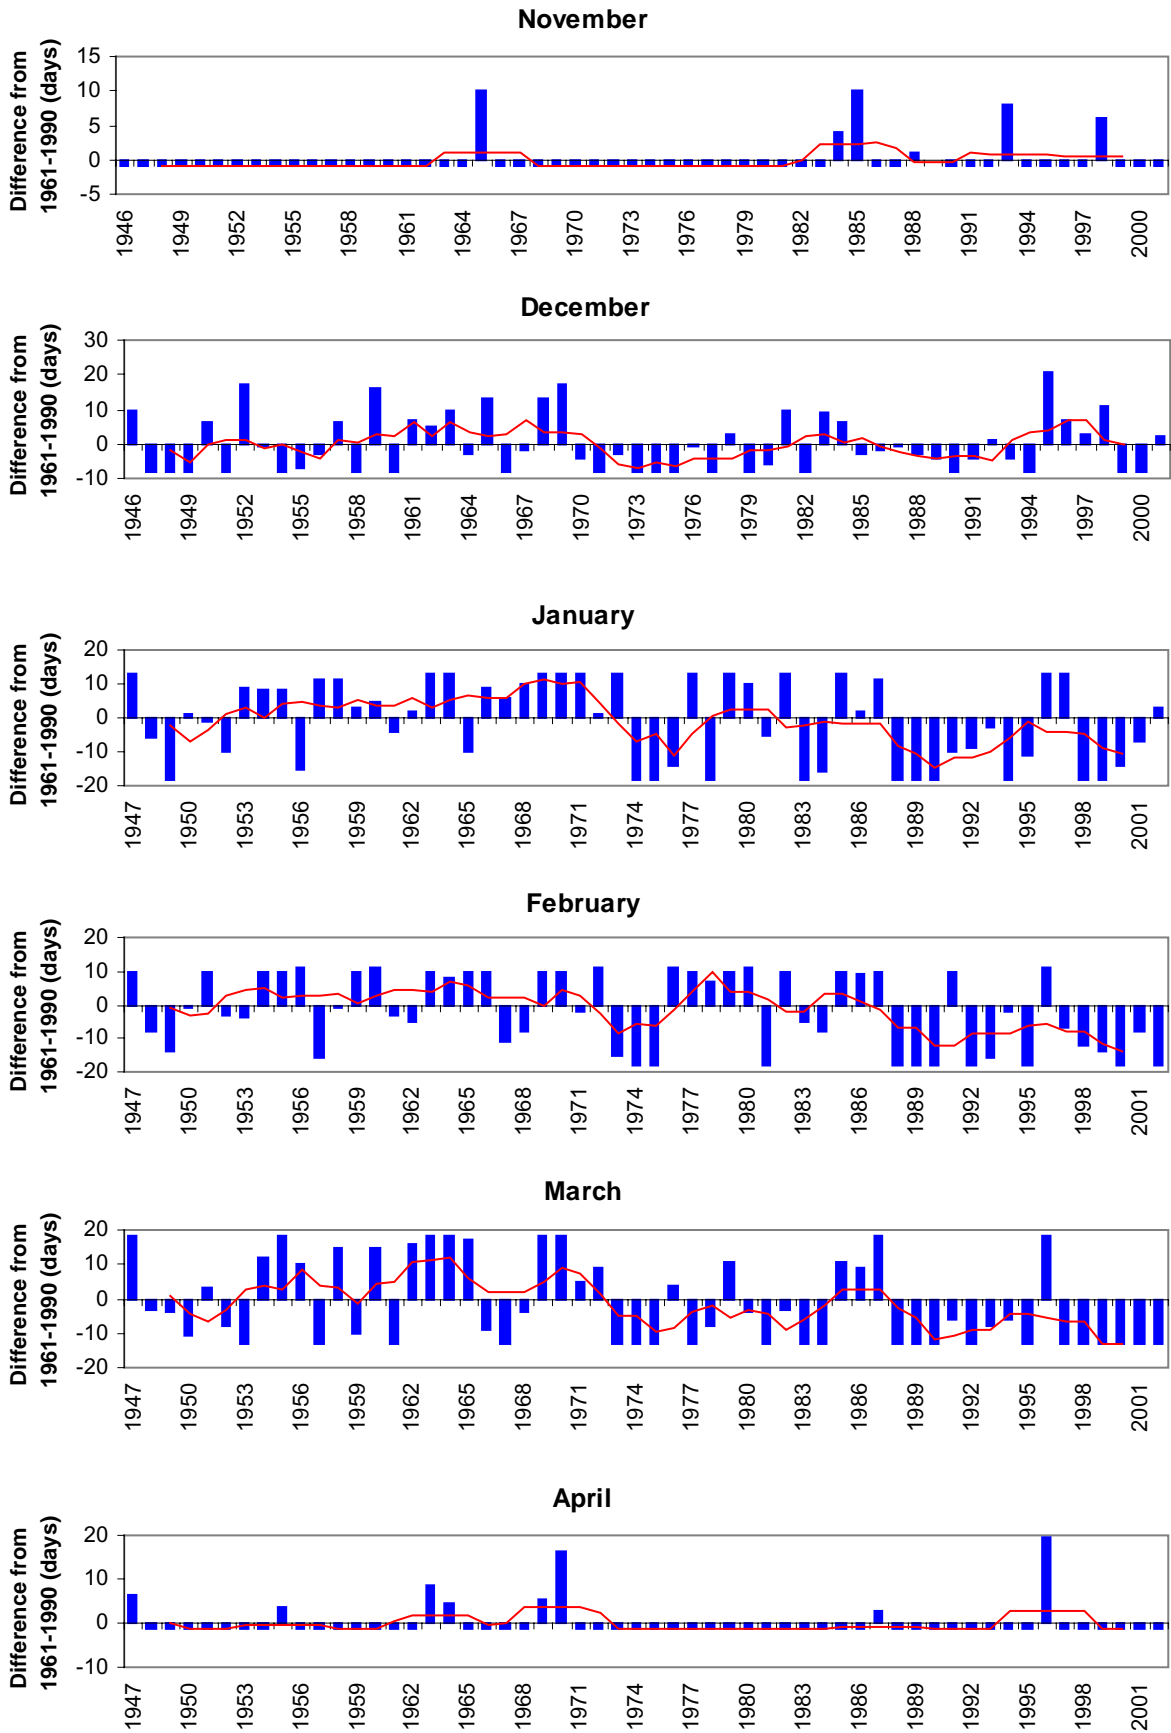 November
Difference from
1961-1990 (days)
15
10
5
0
-5
1946 1949 1952 1955 1958 1961 1964 1967 1970 1973 1976 1979 1982 1985 1988 1991 1994 1997 2000
December
Difference from
1961-1990 (days)
30
20
10
0
-10
1946 1949 1952 1955 1958 1961 1964 1967 1970 1973 1976 1979 1982 1985 1988 1991 1994 1997 2000
January
Difference from
1961-1990 (days)
20
10
0
-10
-20
1947 1950 1953 1956 1959 1962 1965 1968 1971 1974 1977 1980 1983 1986 1989 1992 1995 1998 2001
February
Difference from
1961-1990 (days)
20
10
0
-10
-20
1947 1950 1953 1956 1959 1962 1965 1968 1971 1974 1977 1980 1983 1986 1989 1992 1995 1998 2001
March
Difference from
1961-1990 (days)
20
10
0
-10
-20
1947 1950 1953 1956 1959 1962 1965 1968 1971 1974 1977 1980 1983 1986 1989 1992 1995 1998 2001
April
Difference from
1961-1990 (days)
20
10
0
-10
1947 1950 1953 1956 1959 1962 1965 1968 1971 1974 1977 1980 1983 1986 1989 1992 1995 1998 2001